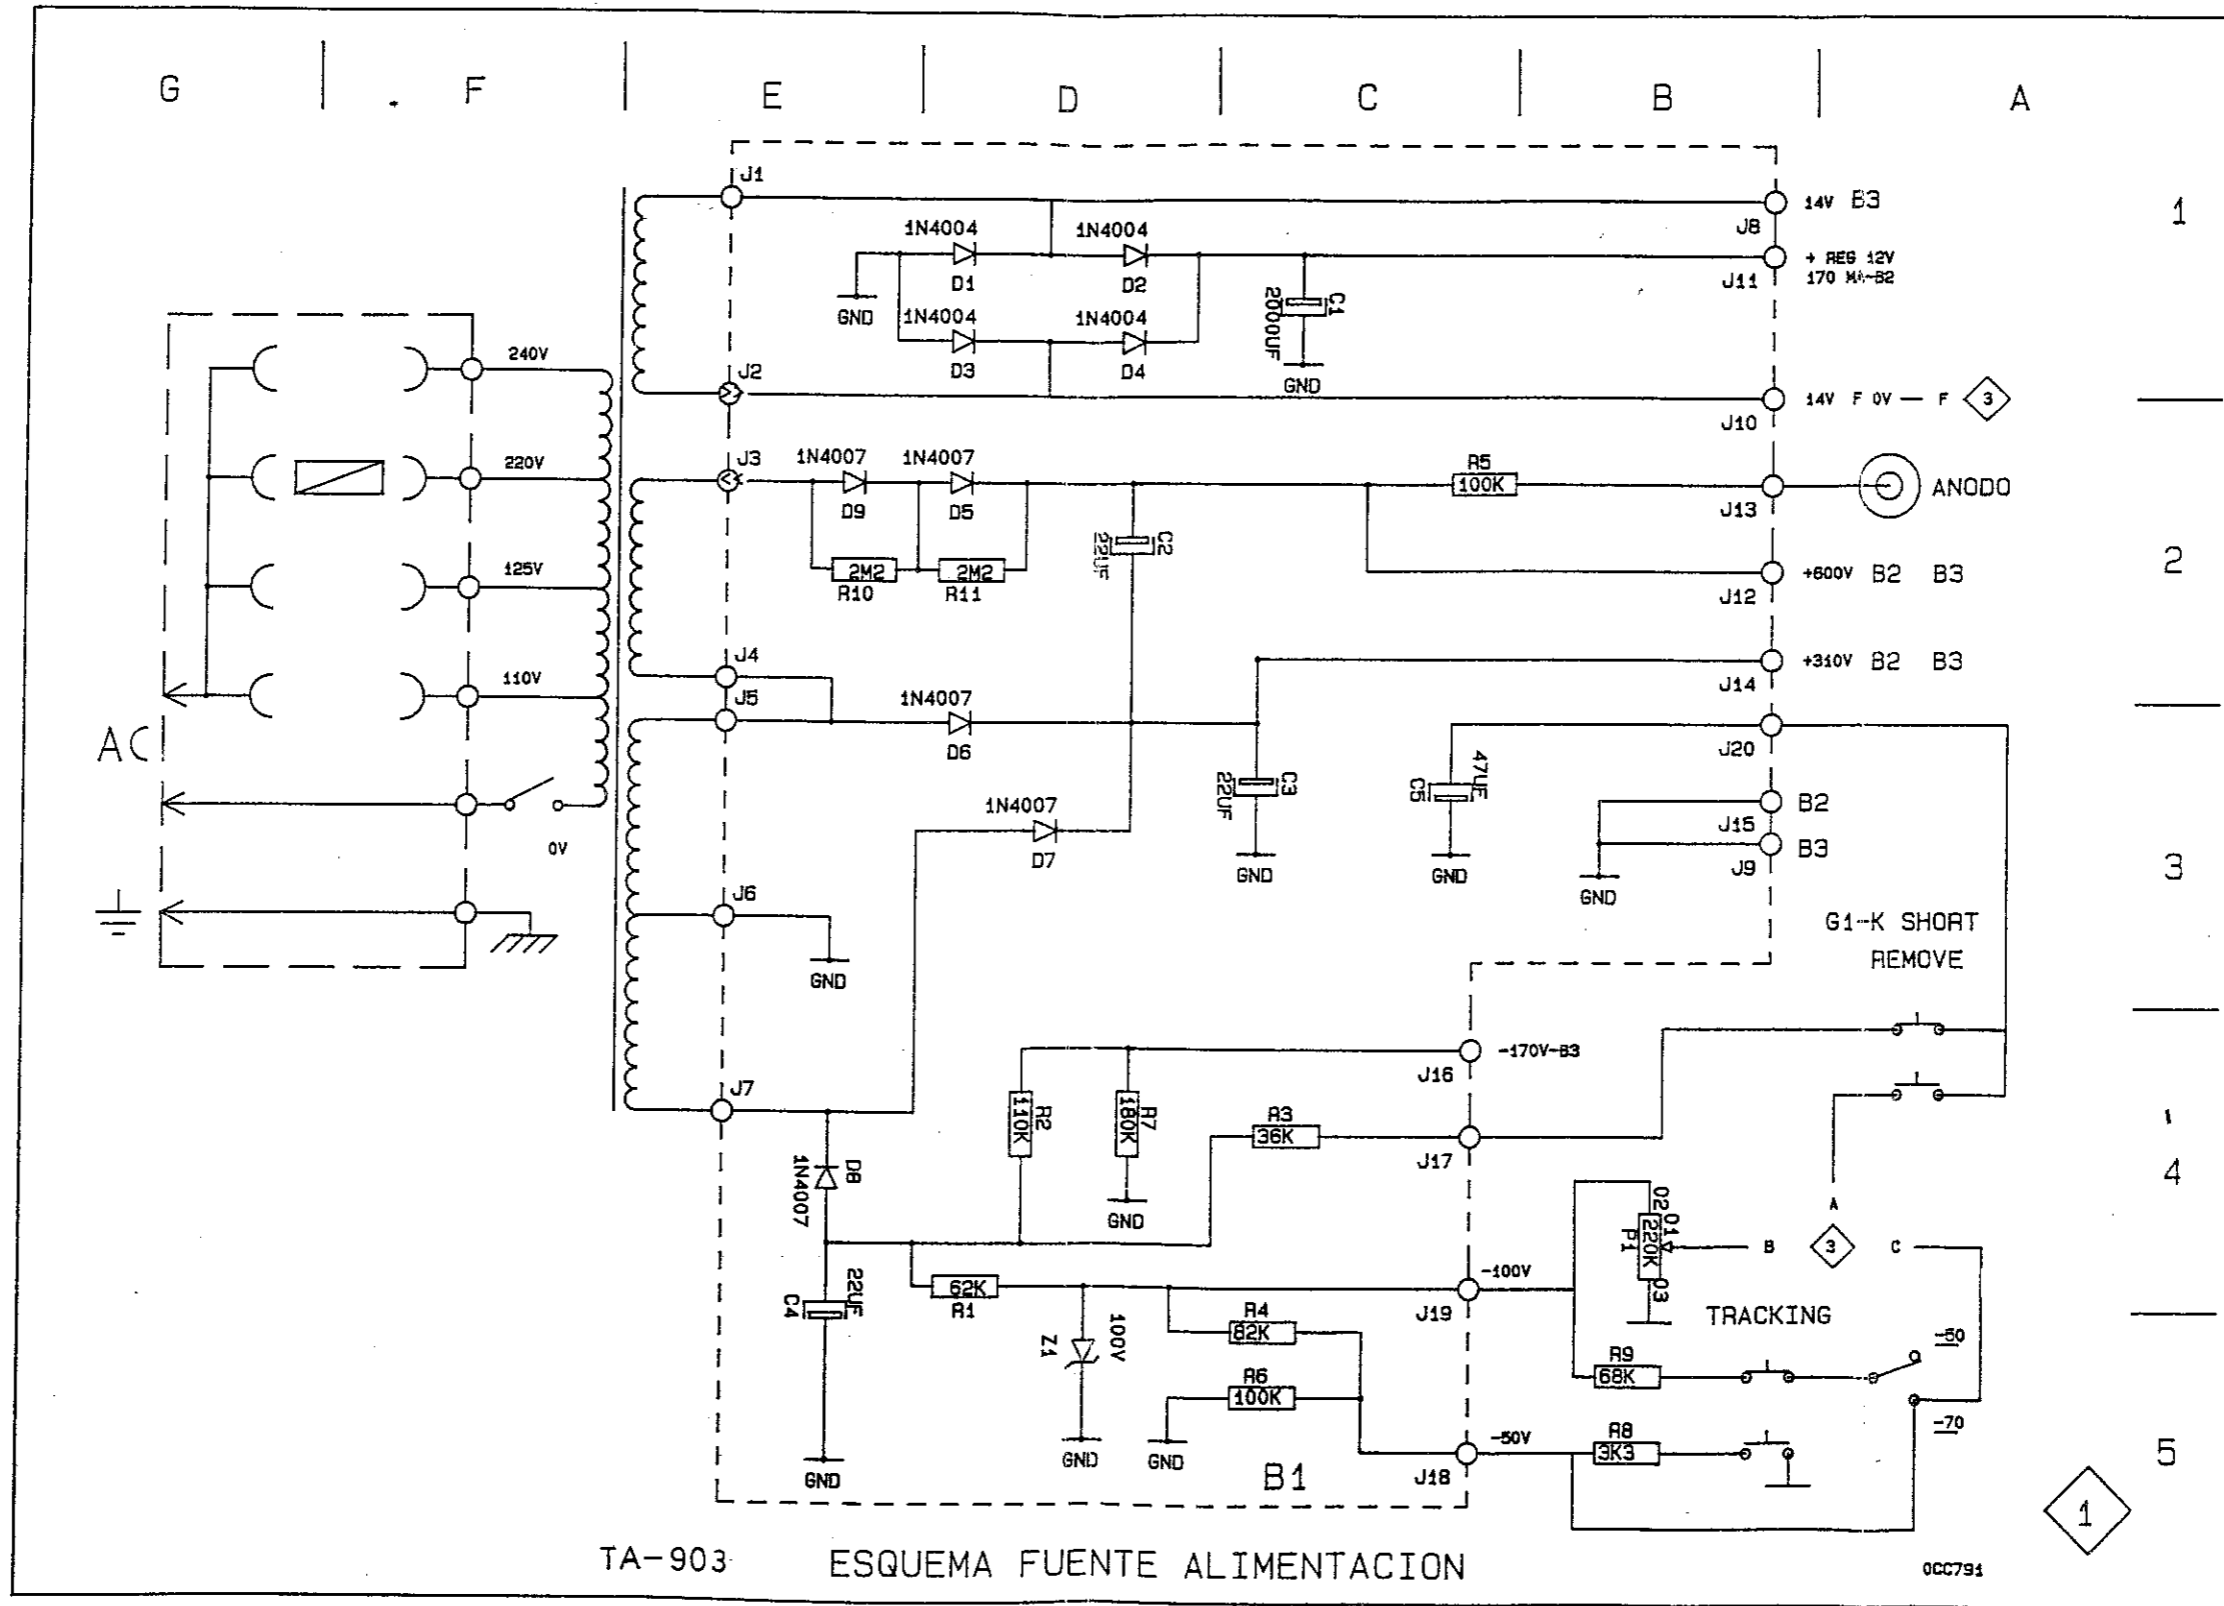 G F E D C B A
1
2
3
4
5
J1
14V B3
J8
1N4004
D1
1N4004
D2
+ REG 12V
170 MA-B2
J11
GND
1N4004
D3
1N4004
D4
C1
2000UF
GND
J2
14V F 0V — F 3
J10
240V
220V
125V
110V
0V
AC
J3
1N4007
D9
1N4007
D5
R5
100K
J13
ANODO
2M2
R10
2M2
R11
C2
22UF
+600V B2 B3
J12
J4
+310V B2 B3
J14
J5
1N4007
D6
J20
C3
22UF
GND
47UF
C5
GND
1N4007
D7
B2
J15
B3
J9
GND
J6
GND
G1-K SHORT
REMOVE
-170V-B3
J16
J7
R2
110K
R7
180K
GND
R3
36K
J17
D8
1N4007
A
02
01
220K
P1
03
B 3 C
TRACKING
22UF
C4
GND
62K
R1
-100V
J19
Z1
100V
GND
R4
82K
R6
100K
GND
R9
68K
-50
-70
-50V
J18
R8
3K3
B1
1
TA-903 ESQUEMA FUENTE ALIMENTACION